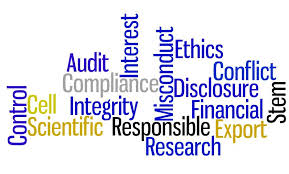 Interest
Misconduct
Ethics
Audit
Conflict
Compliance
Disclosure
Stem
Control
Cell
Integrity
Financial
Scientific
Responsible
Export
Research